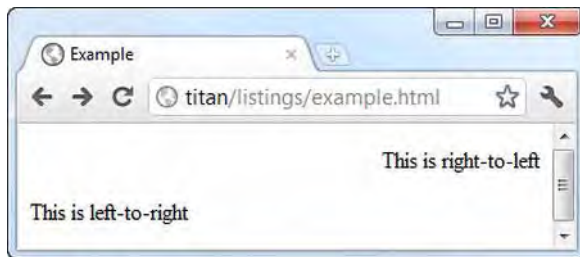 Example
titan/listings/example.html
This is right-to-left
This is left-to-right